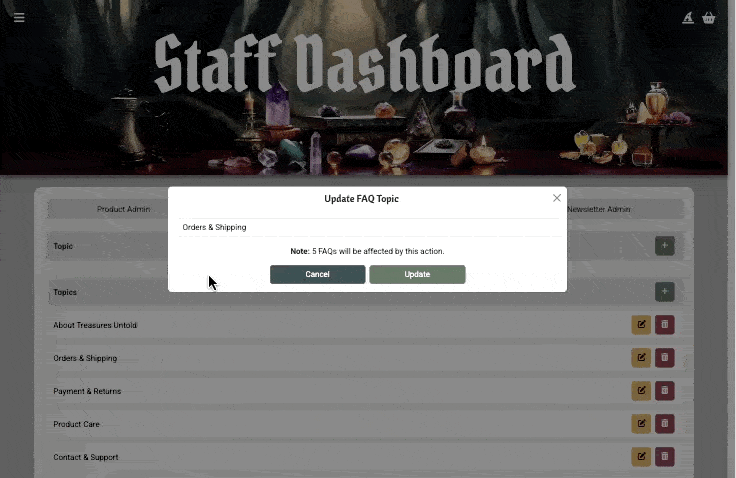 Staff Dashboard
Product Admin
Newsletter Admin
Update FAQ Topic
Orders & Shipping
Note: 5 FAQs will be affected by this action.
Cancel Update
Topic
Topics
About Treasures Untold
Orders & Shipping
Payment & Returns
Product Care
Contact & Support